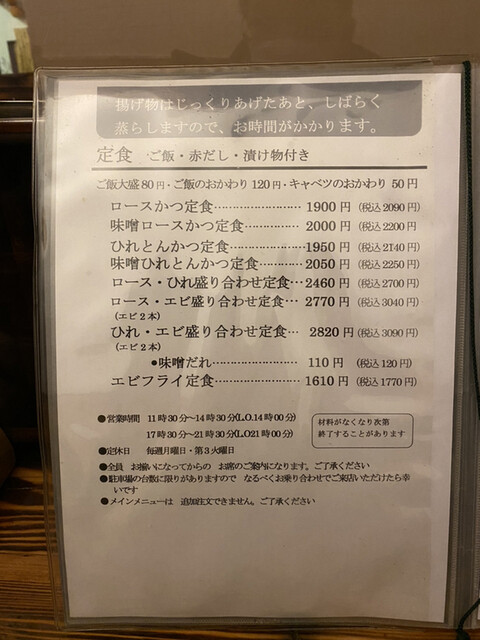 揚げ物はじっくりあげたあと、しばらく
蒸らしますので、お時間がかかります。
定食 ご飯・赤だし・漬け物付き
ご飯大盛80円・ご飯のおかわり120円・キャベツのおかわり 50円
ロースかつ定食…………………… 1900円 (税込2090円)
味噌ロースかつ定食……………… 2000円 (税込2200円
ひれとんかつ定食…………………1950円 (税込2140円)
味噌ひれとんかつ定食…………… 2050円 (税込2250円)
ロース・ひれ盛り合わせ定食… 2460円 (税込2700円)
ロース・エビ盛り合わせ定食… 2770円 (税込3040円)
(エビ2本)
ひれ・エビ盛り合わせ定食… 2820円 (税込3090円)
(エビ2本)
●味噌だれ………………… 110円 (税込120円)
エビフライ定食…………………… 1610円 (税込1770円)
●営業時間 11時30分～14時30分(L.O.14時00分)
17時30分～21時30分(L.O21時00分)
材料がなくなり次第
終了することがあります
●定休日 毎週月曜日・第3火曜日
●全員 お揃いになってからの お席のご案内になります。ご了承ください
●駐車場の台数に限りがありますので なるべくお乗り合わせでご来店いただけたら幸
いです
●メインメニューは 追加注文できません。ご了承ください